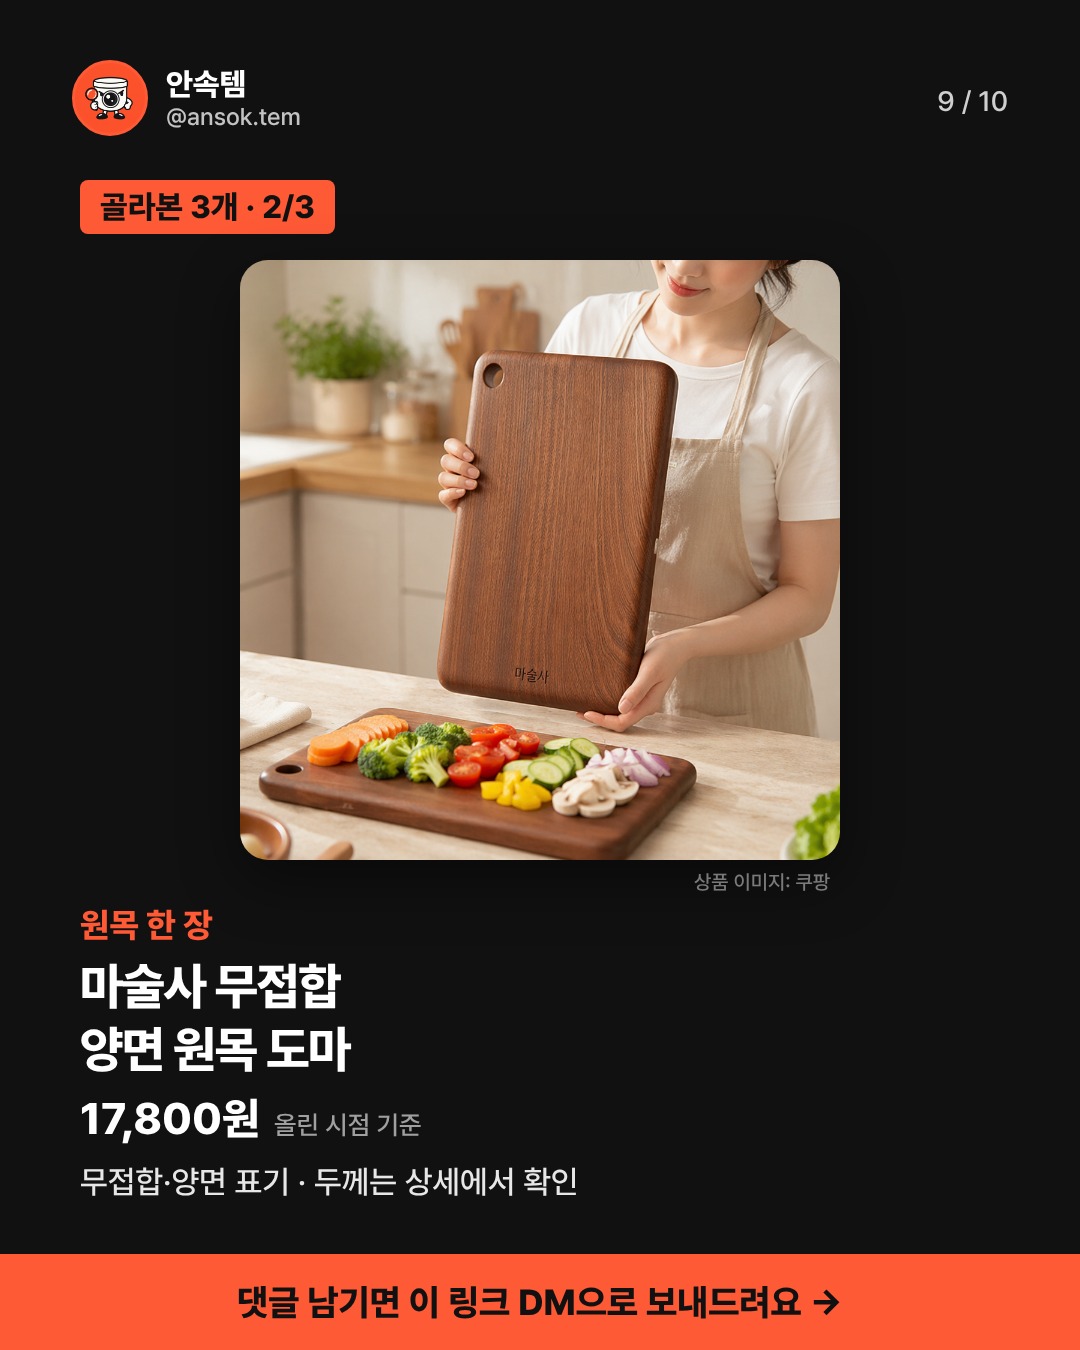 안속템
@ansok.tem
9 / 10
골라본 3개 · 2/3
마술사
상품 이미지: 쿠팡
원목 한 장
마술사 무접합
양면 원목 도마
17,800원 올린 시점 기준
무접합·양면 표기 · 두께는 상세에서 확인
댓글 남기면 이 링크 DM으로 보내드려요 →